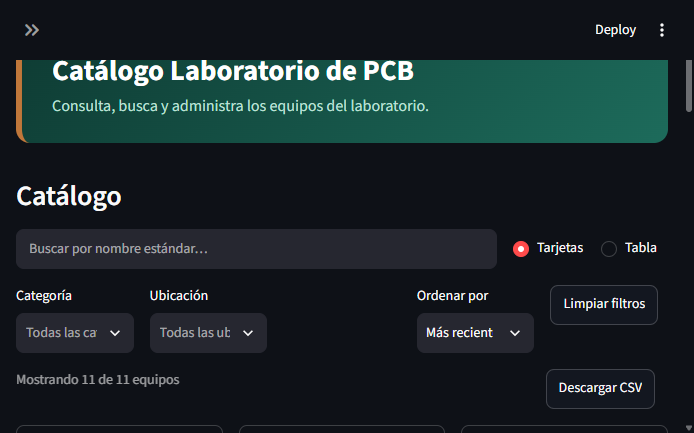 Deploy
Catálogo Laboratorio de PCB
Consulta, busca y administra los equipos del laboratorio.
Catálogo
Buscar por nombre estándar…
Tarjetas
Tabla
Categoría
Ubicación
Ordenar por
Limpiar filtros
Todas las ca
Todas las ub
Más recient
Mostrando 11 de 11 equipos
Descargar CSV